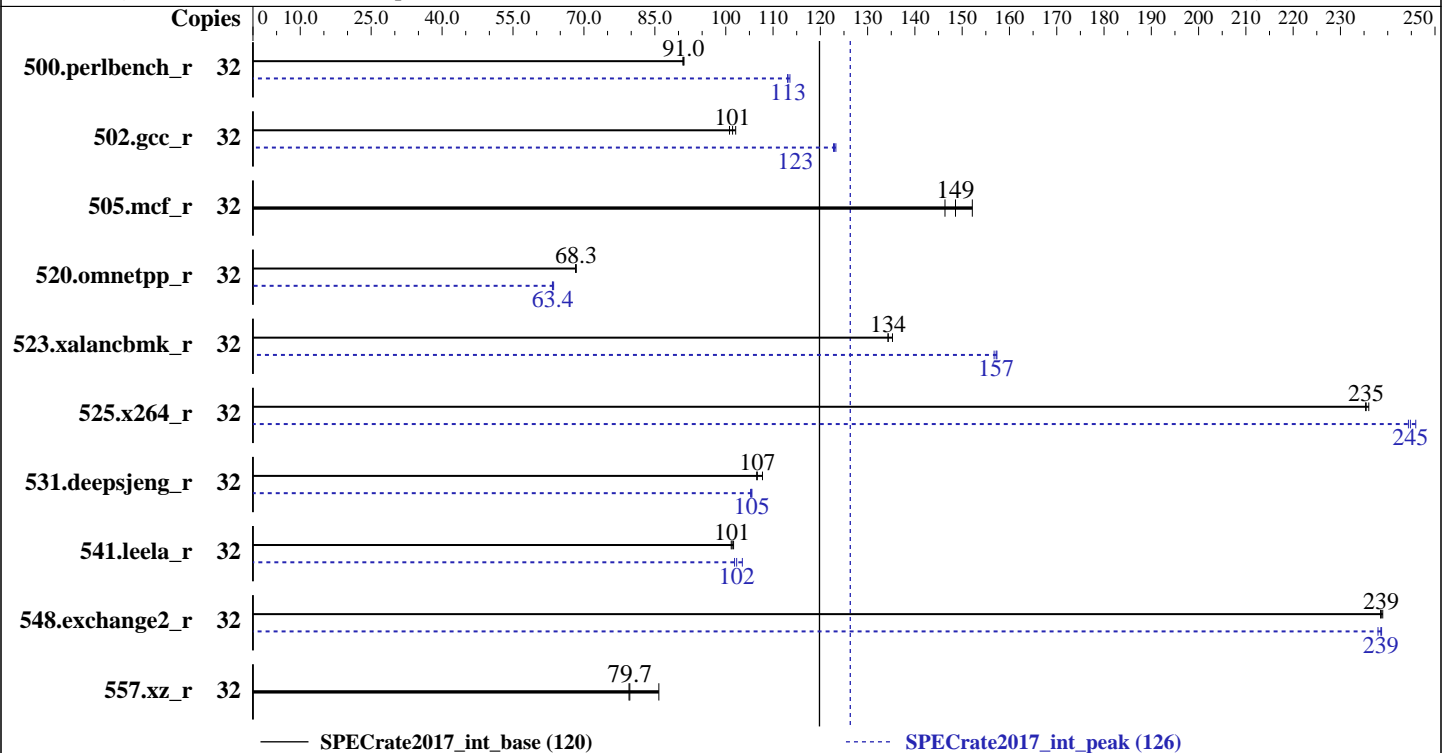 Copies 0 10.0 25.0 40.0 55.0 70.0 85.0 100 110 120 130 140 150 160 170 180 190 200 210 220 230 250
91.0
500.perlbench_r 32
113
101
502.gcc_r 32
123
149
505.mcf_r 32
68.3
520.omnetpp_r 32
63.4
134
523.xalancbmk_r 32
157
235
525.x264_r 32
245
107
531.deepsjeng_r 32
105
101
541.leela_r 32
102
239
548.exchange2_r 32
239
79.7
557.xz_r 32
SPECrate2017_int_base (120) SPECrate2017_int_peak (126)